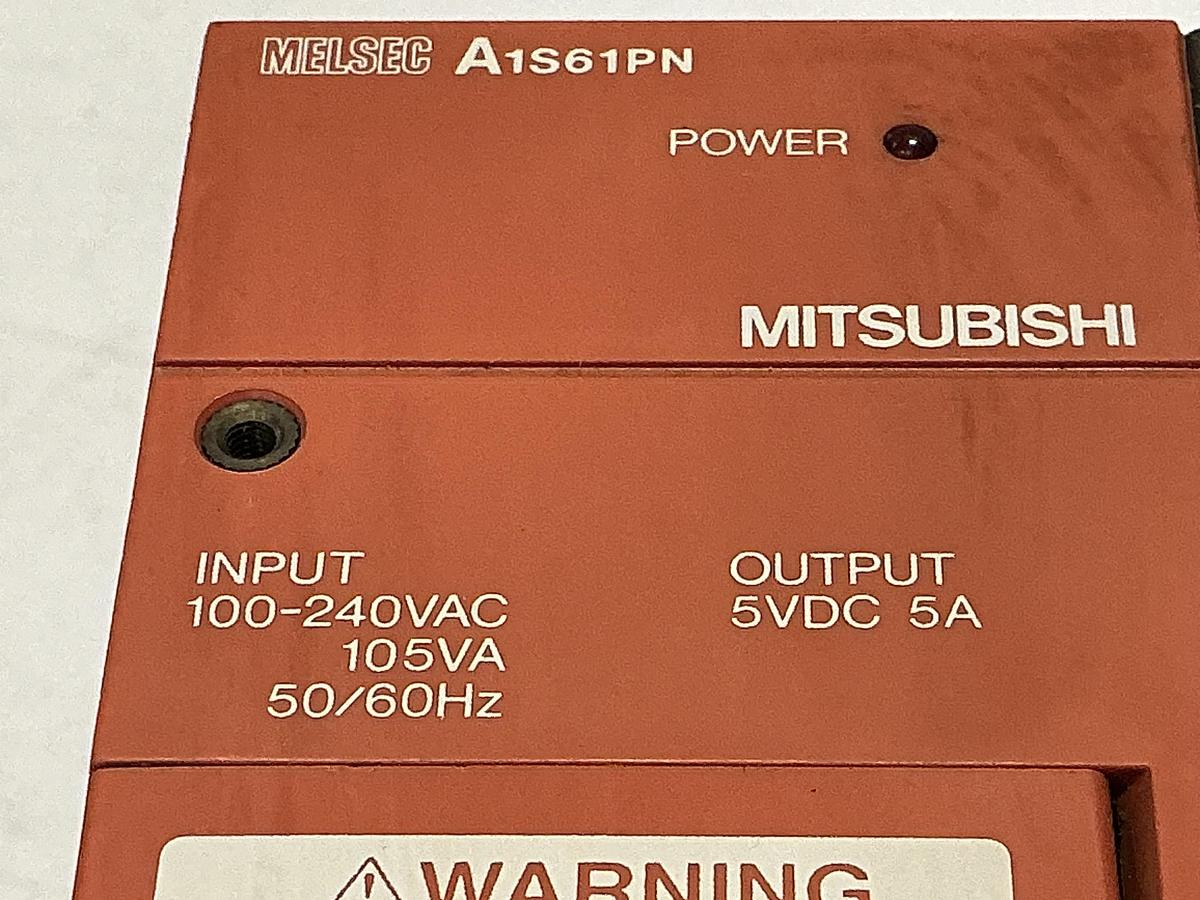 MELSEC A1S61PN
POWER
MITSUBISHI
INPUT
100-240VAC
105VA
50/60Hz
OUTPUT
5VDC 5A
WARNING